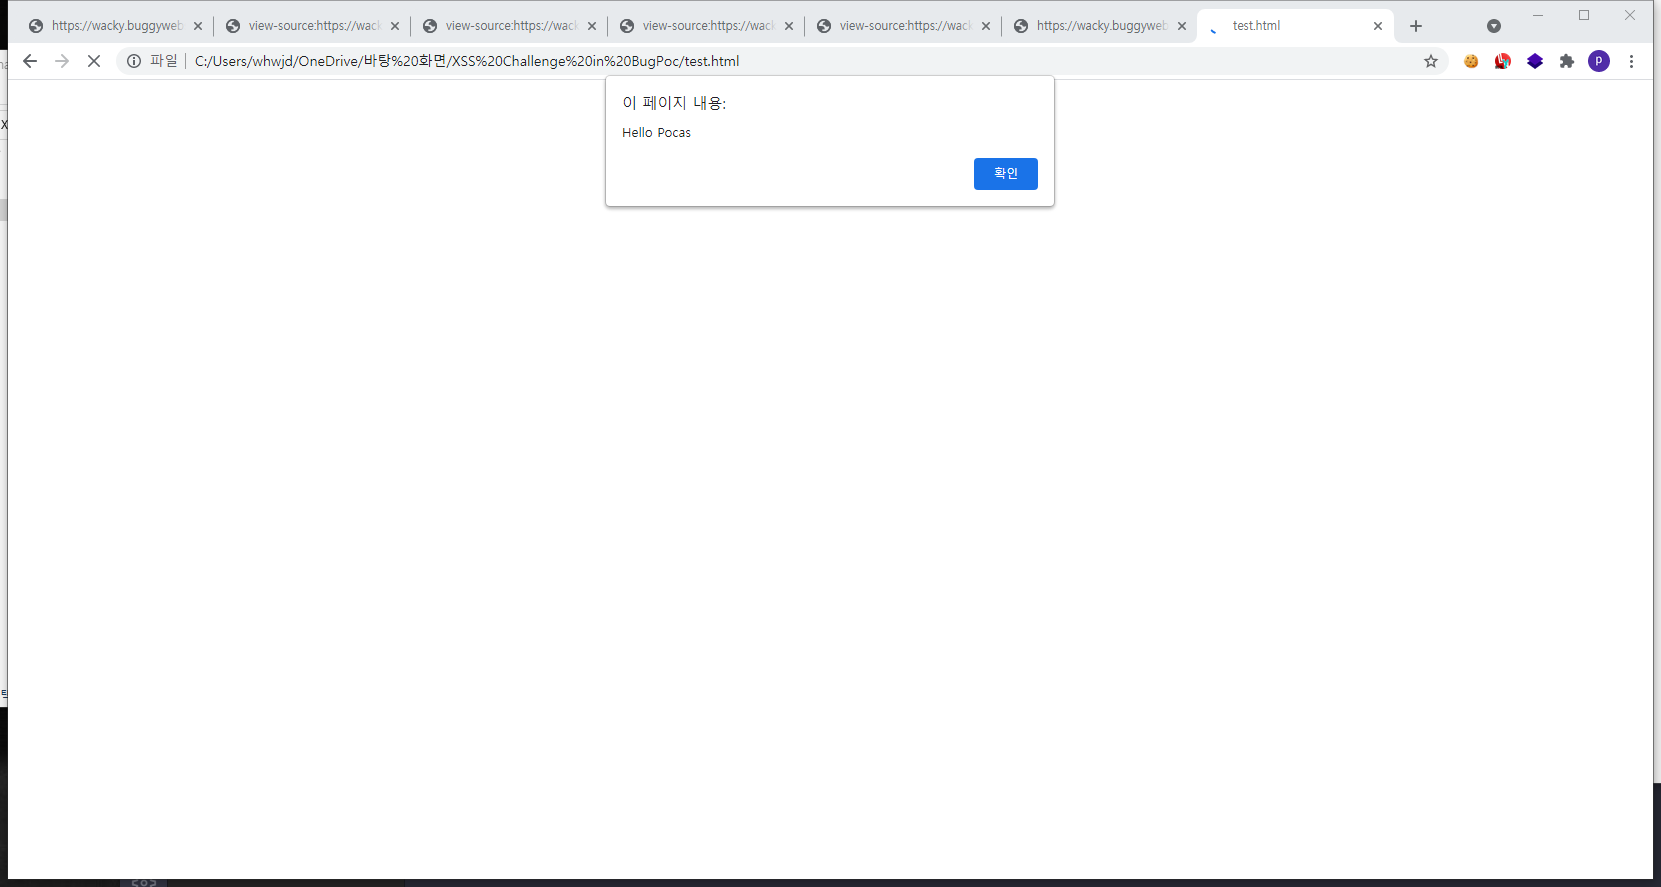 https://wacky.buggyweb
view-source:https://wack
view-source:https://wack
view-source:https://wack
view-source:https://wack
https://wacky.buggyweb
test.html
파일 C:/Users/whwjd/OneDrive/바탕%20화면/XSS%20Challenge%20in%20BugPoc/test.html
P
이 페이지 내용:
Hello Pocas
확인
X